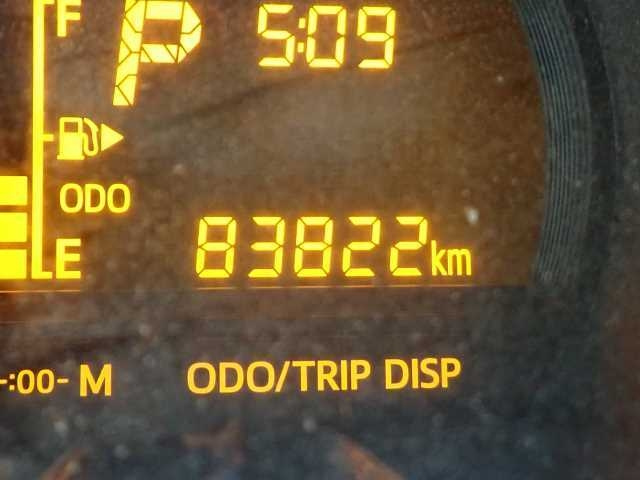 F
P
5:09
ODO
83822km
E
-:00- M
ODO/TRIP DISP